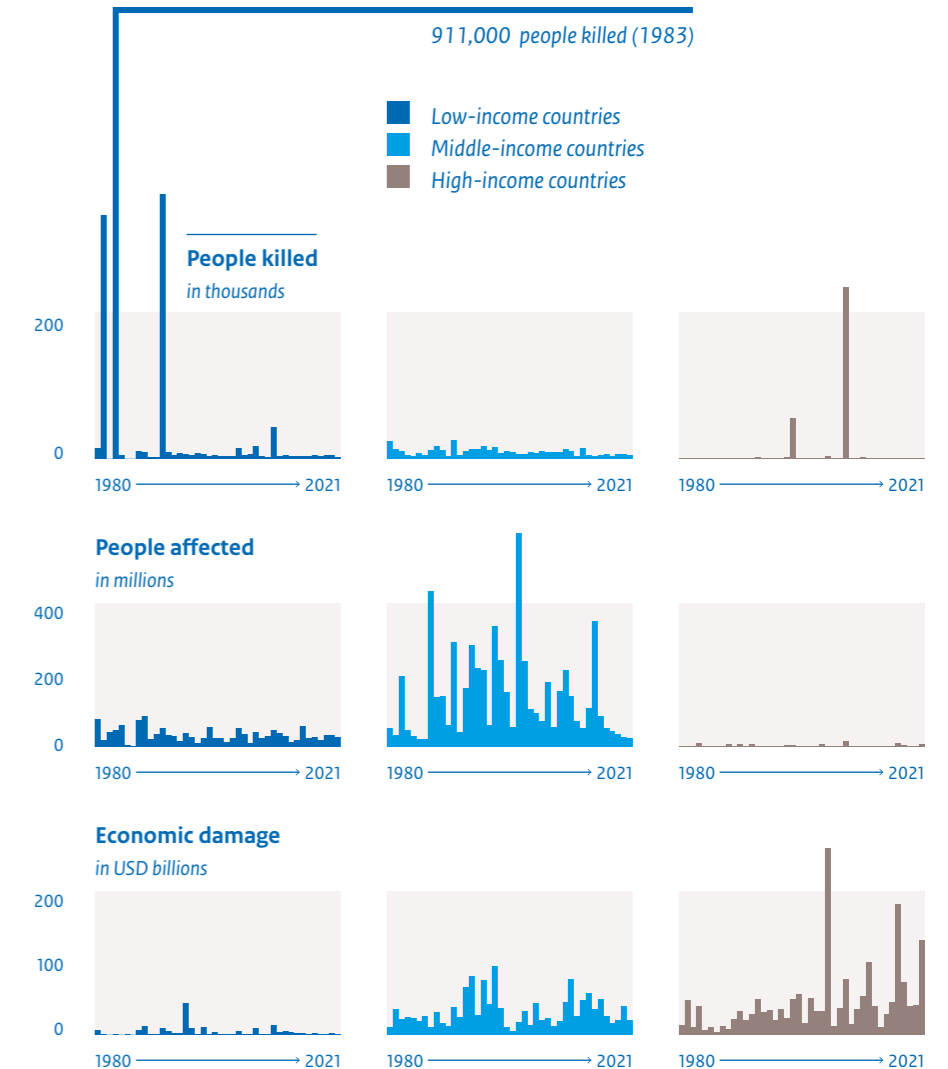 911,000 people killed (1983)
Low-income countries
Middle-income countries
High-income countries
People killed
in thousands
200
0
1980 2021
1980 2021
1980 2021
People affected
in millions
400
200
0
1980 2021
1980 2021
1980 2021
Economic damage
in USD billions
200
100
0
1980 2021
1980 2021
1980 2021